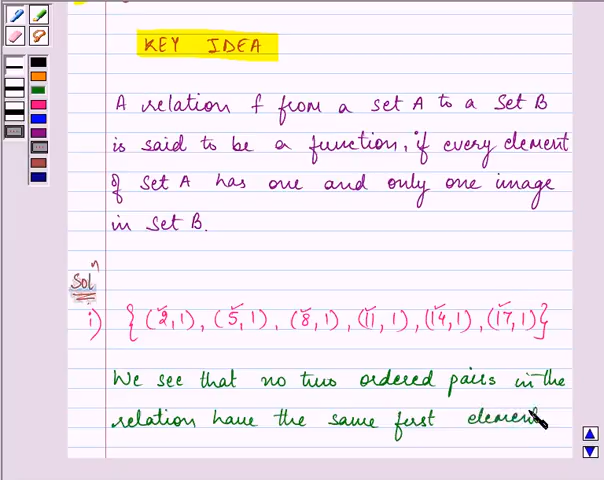 KEY IDEA
A relation f from a set A to a set B
is said to be a function, if every element
of set A has one and only one image
in set B.
Solⁿ
i) {(2,1), (5,1), (8,1), (11,1), (14,1), (17,1)}
We see that no two ordered pairs in the
relation have the same first element